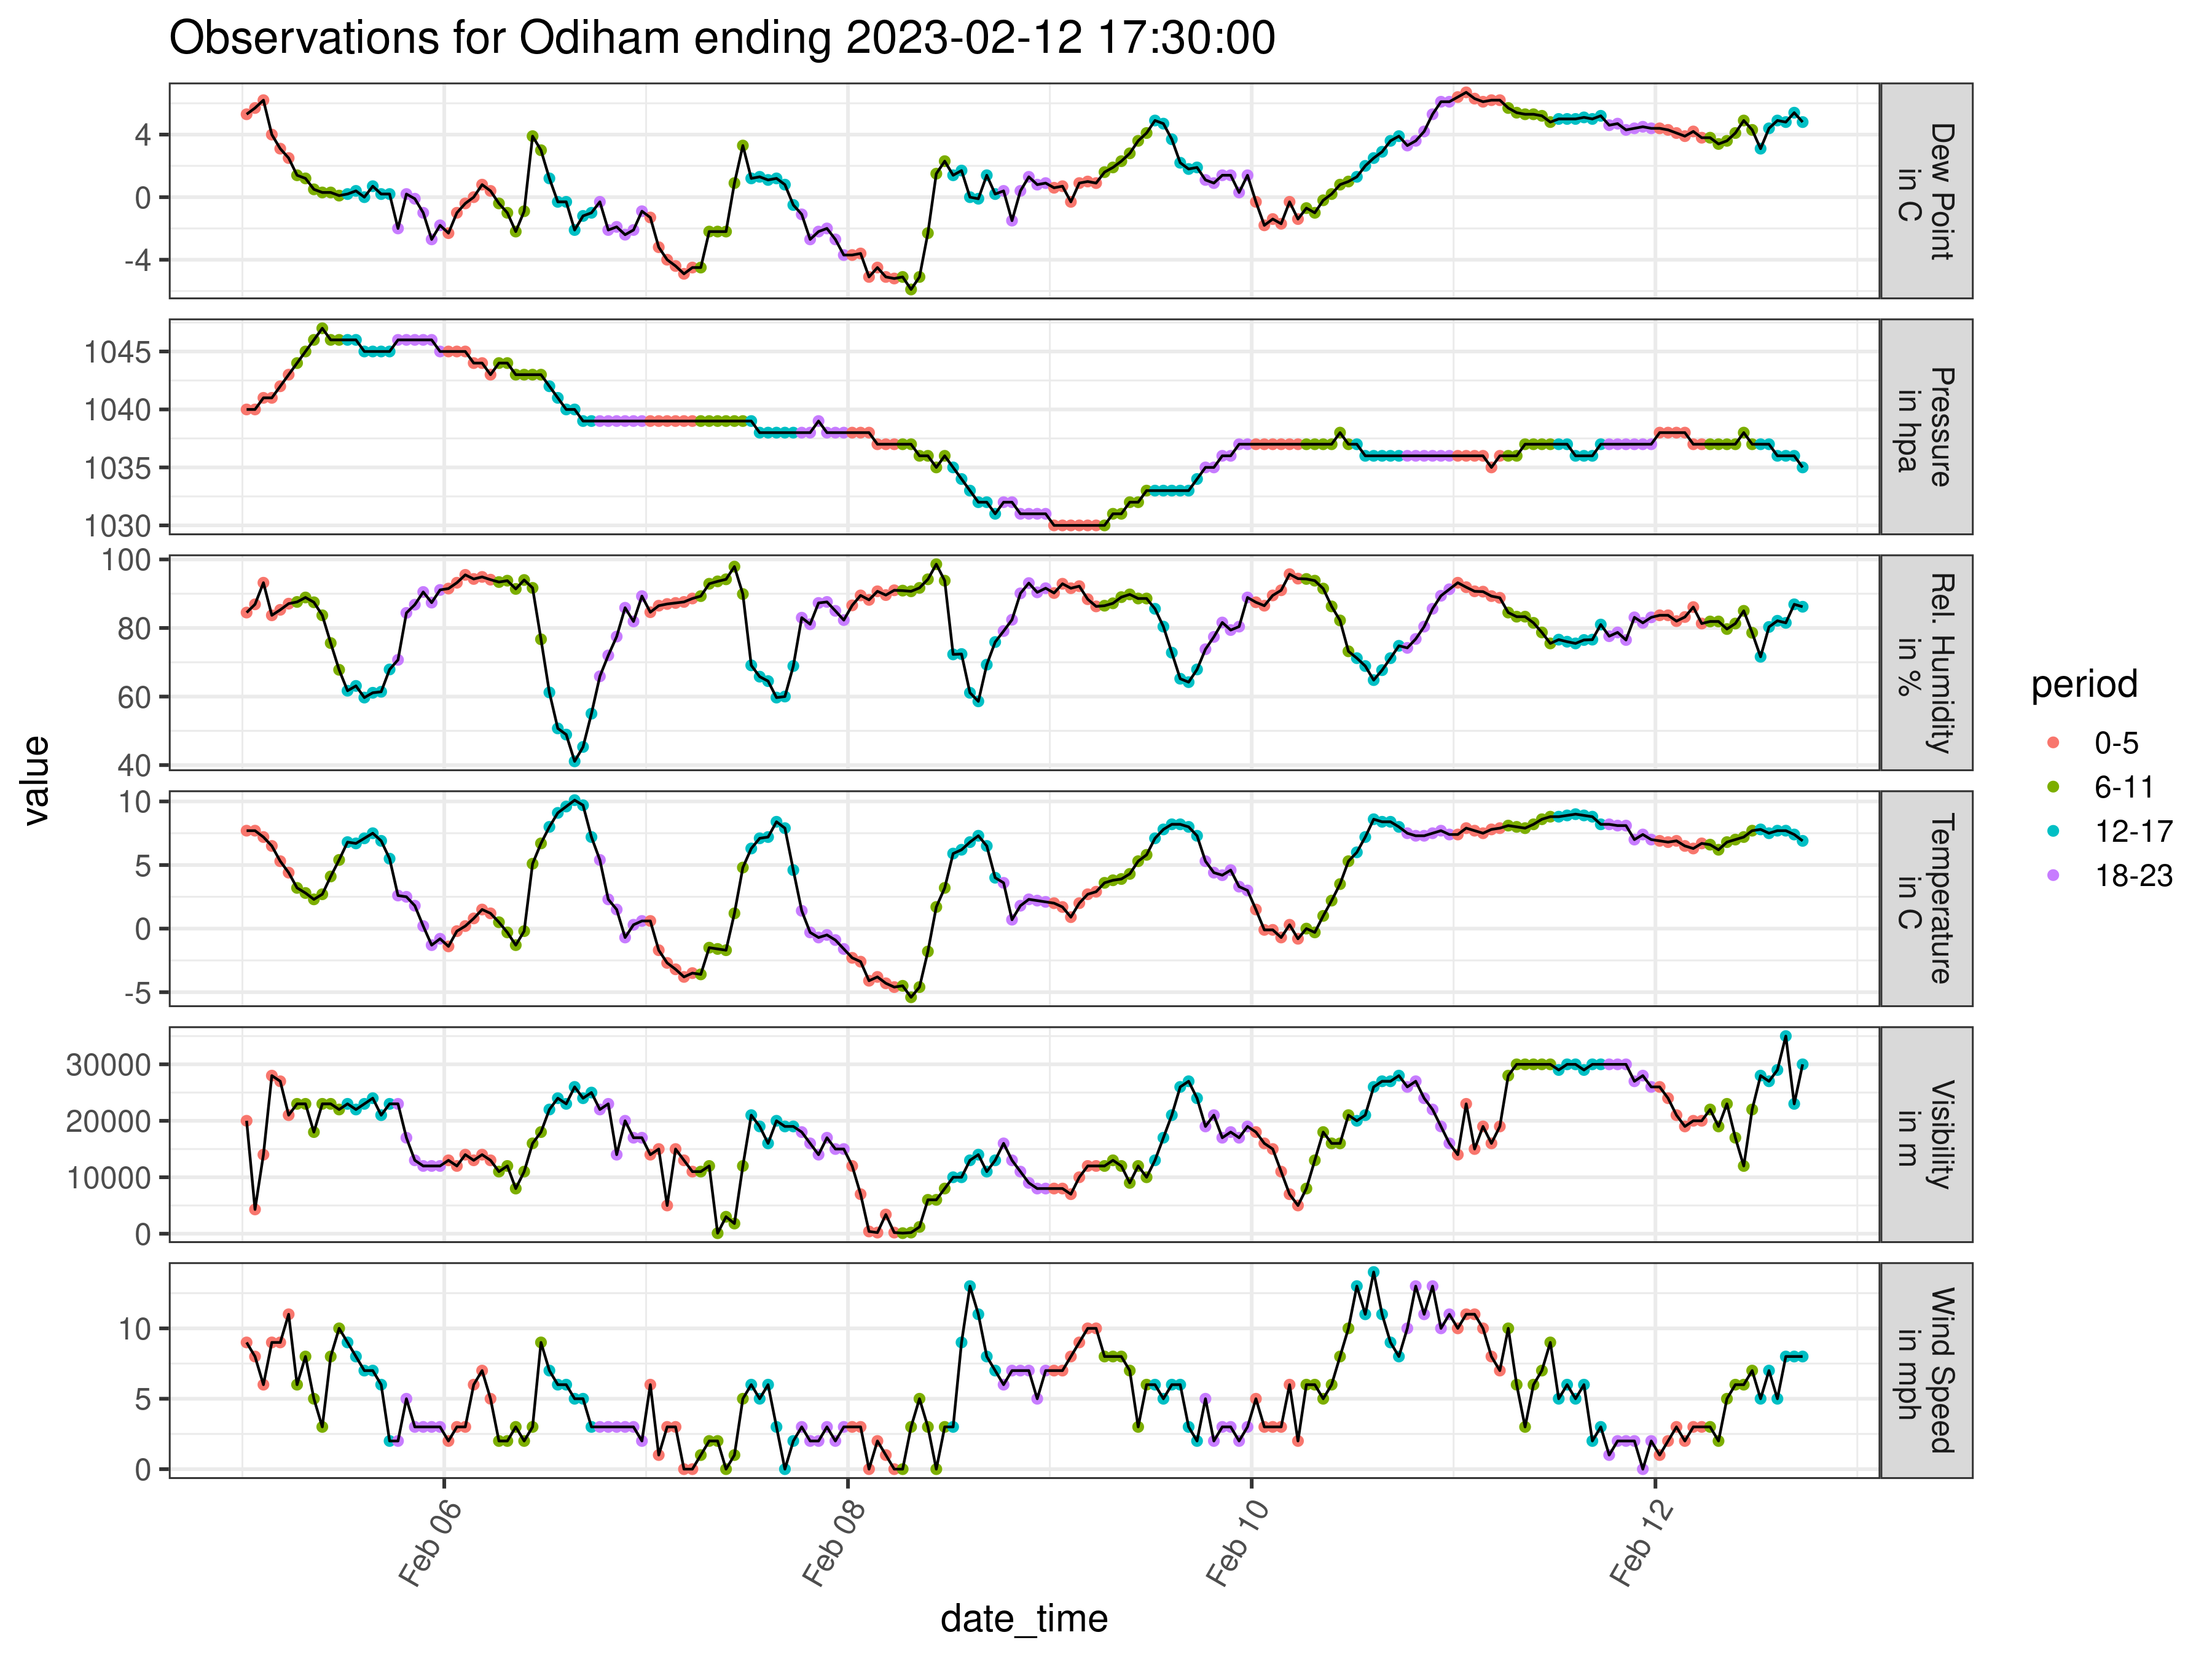 Observations for Odiham ending 2023-02-12 17:30:00
value
4
0
-4
Dew Point
in C
1045
1040
1035
1030
Pressure
in hpa
100
80
60
40
Rel. Humidity
in %
10
5
0
-5
Temperature
in C
30000
20000
10000
0
Visibility
in m
10
5
0
Wind Speed
in mph
Feb 06
Feb 08
Feb 10
Feb 12
date_time
period
0-5
6-11
12-17
18-23